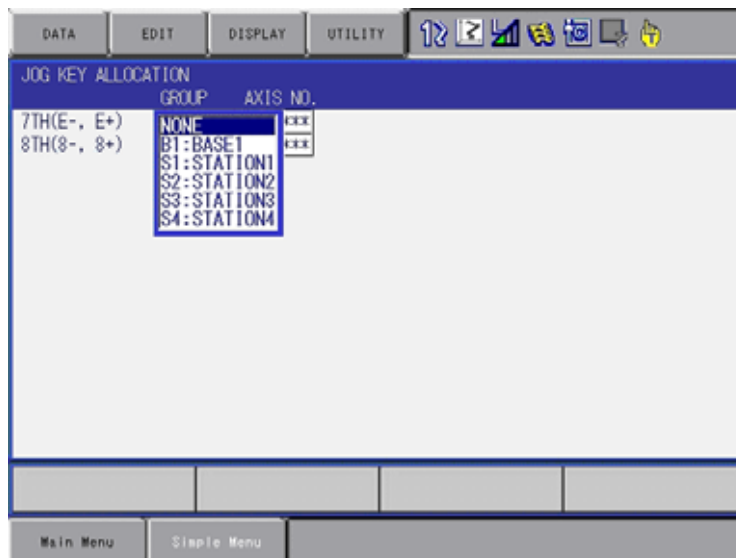 DATA EDIT DISPLAY UTILITY
JOG KEY ALLOCATION
GROUP AXIS NO.
7TH(E-, E+) NONE ***
8TH(8-, 8+) B1:BASE1 ***
S1:STATION1
S2:STATION2
S3:STATION3
S4:STATION4
Main Menu Simple Menu